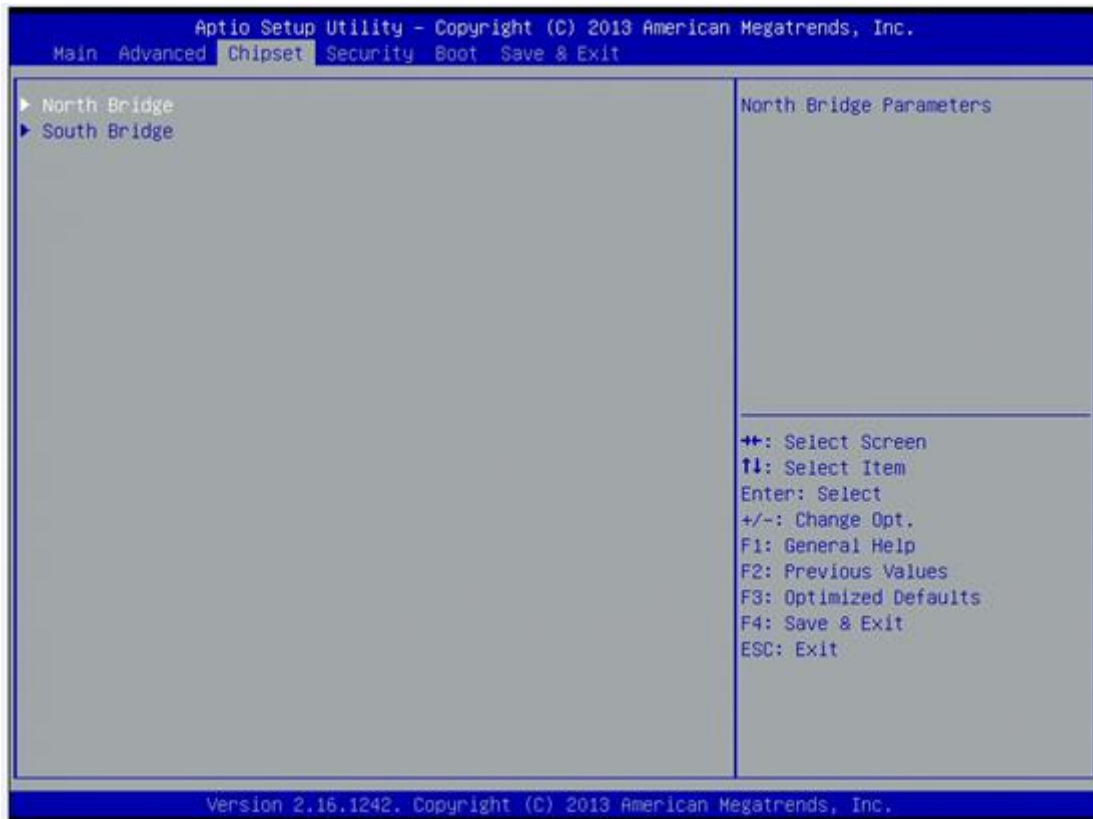 Aptio Setup Utility – Copyright (C) 2013 American Megatrends, Inc.
Main Advanced Chipset Security Boot Save & Exit
▶ North Bridge
▶ South Bridge
North Bridge Parameters
→←: Select Screen
↑↓: Select Item
Enter: Select
+/-: Change Opt.
F1: General Help
F2: Previous Values
F3: Optimized Defaults
F4: Save & Exit
ESC: Exit
Version 2.16.1242. Copyright (C) 2013 American Megatrends, Inc.